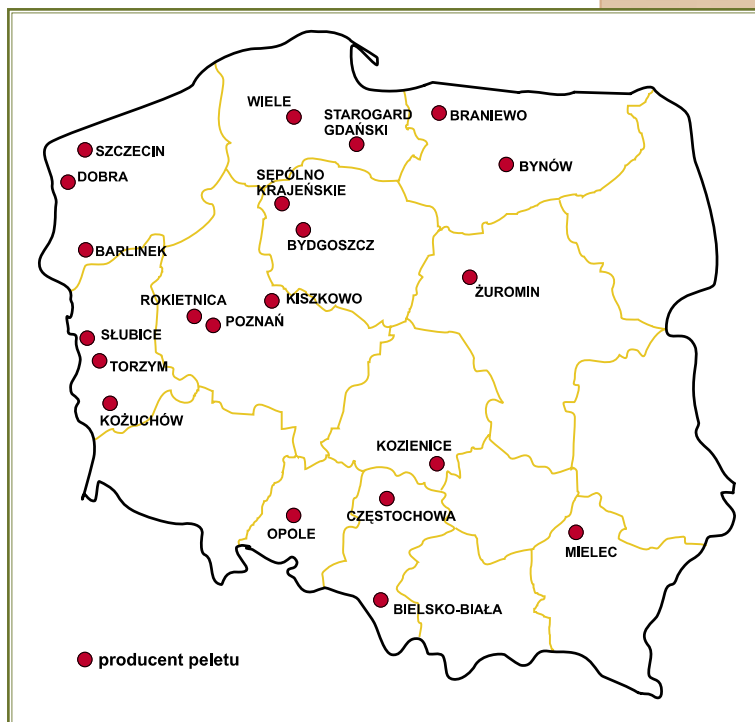 WIELE
STAROGARD
GDAŃSKI
BRANIEWO
SZCZECIN
DOBRA
BYNÓW
SĘPÓLNO
KRAJEŃSKIE
BYDGOSZCZ
BARLINEK
ŻUROMIN
ROKIETNICA
KISZKOWO
POZNAŃ
SŁUBICE
TORZYM
KOŻUCHÓW
KOZIENICE
CZĘSTOCHOWA
OPOLE
MIELEC
BIELSKO-BIAŁA
producent peletu